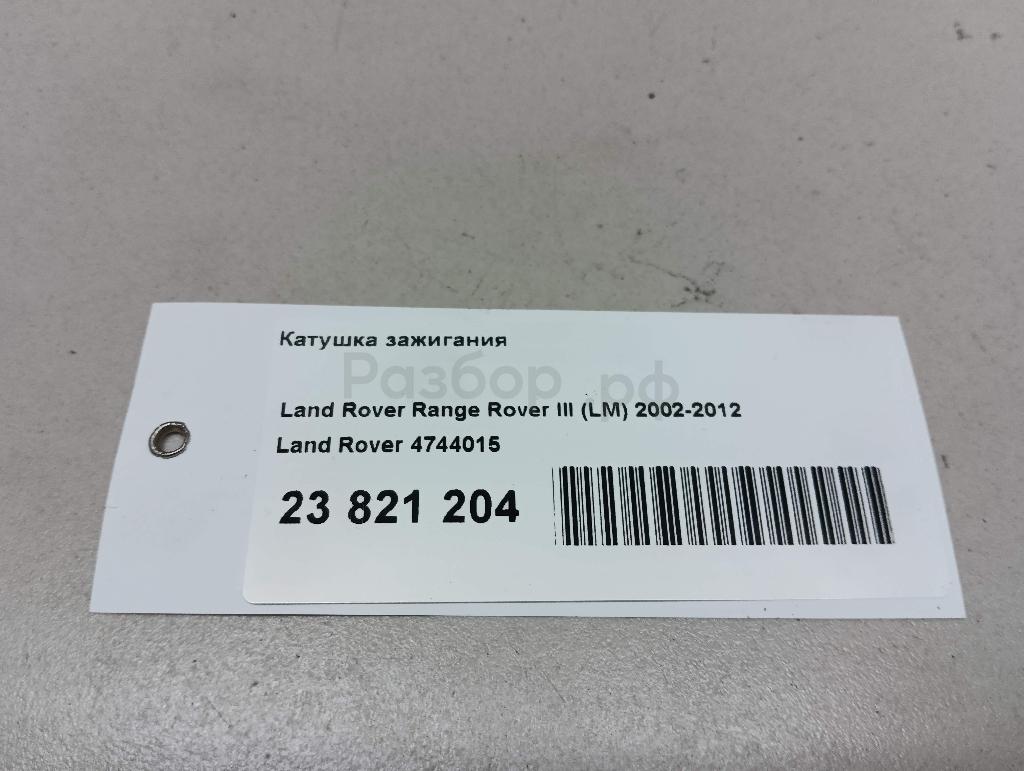 Катушка зажигания
Разбор.рф
Land Rover Range Rover III (LM) 2002-2012
Land Rover 4744015
23 821 204